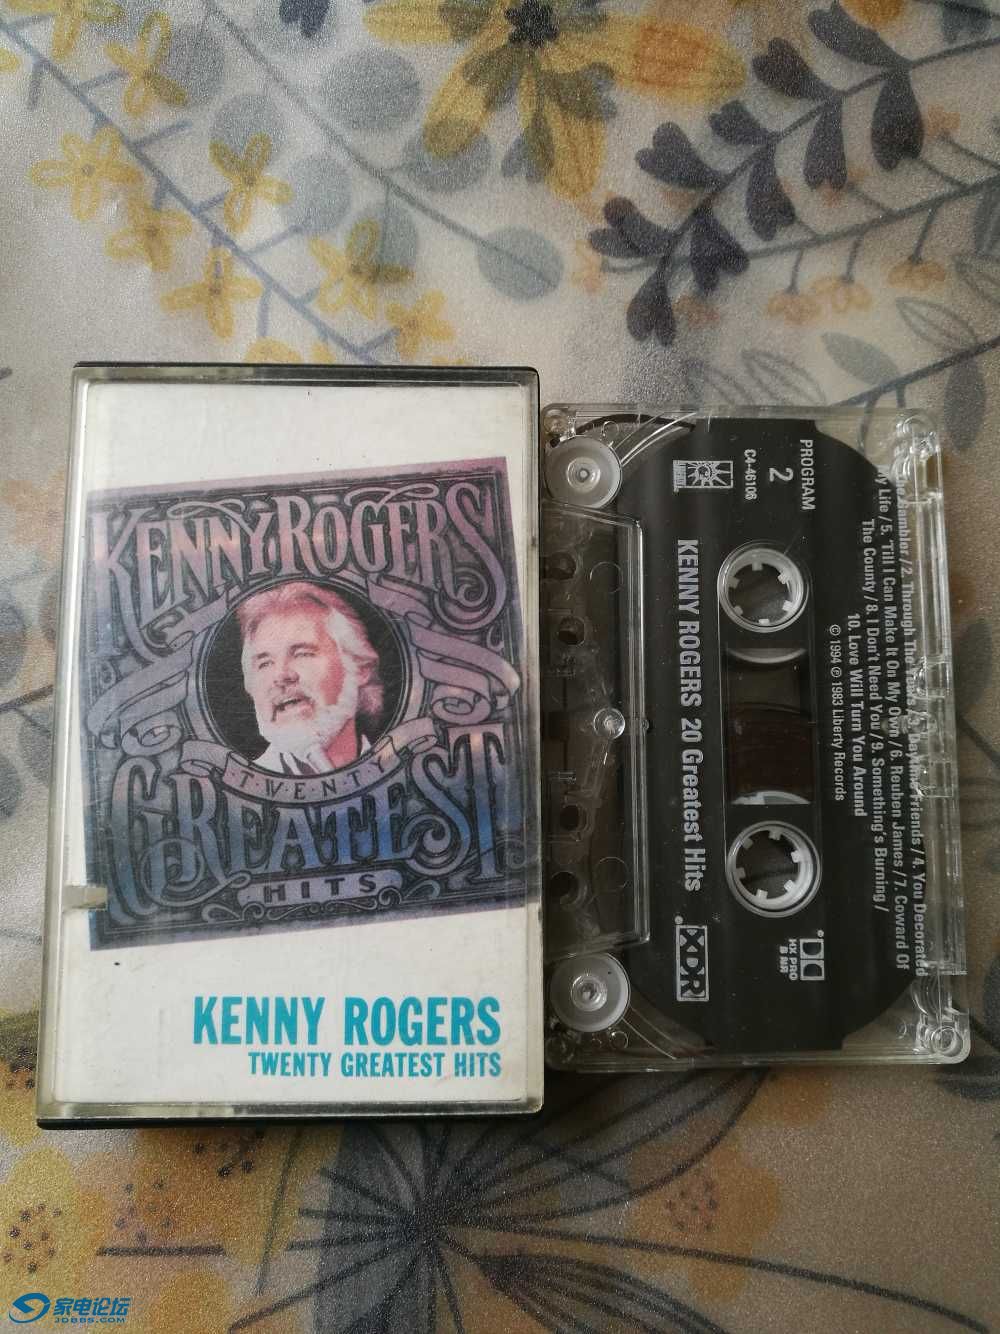 KENNY ROGERS
TWENTY
GREATEST
HITS
KENNY ROGERS
TWENTY GREATEST HITS
PROGRAM
2
C4-46106
LIBERTY
KENNY ROGERS 20 Greatest Hits
XDR
HX PRO
B NR
Gambler / 2. Through The Years / 3. Daytime Friends / 4. You Decorated
My Life / 5. Till I Can Make It On My Own / 6. Reuben James / 7. Coward Of
The County / 8. I Don't Need You / 9. Something's Burning /
10. Love Will Turn You Around
© 1994 ℗ 1983 Liberty Records
家电论坛
JDBBS.COM